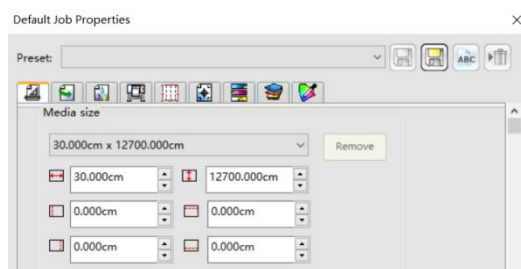 Default Job Properties
Preset:
ABC
Media size
30.000cm x 12700.000cm
Remove
30.000cm 12700.000cm
0.000cm 0.000cm
0.000cm 0.000cm